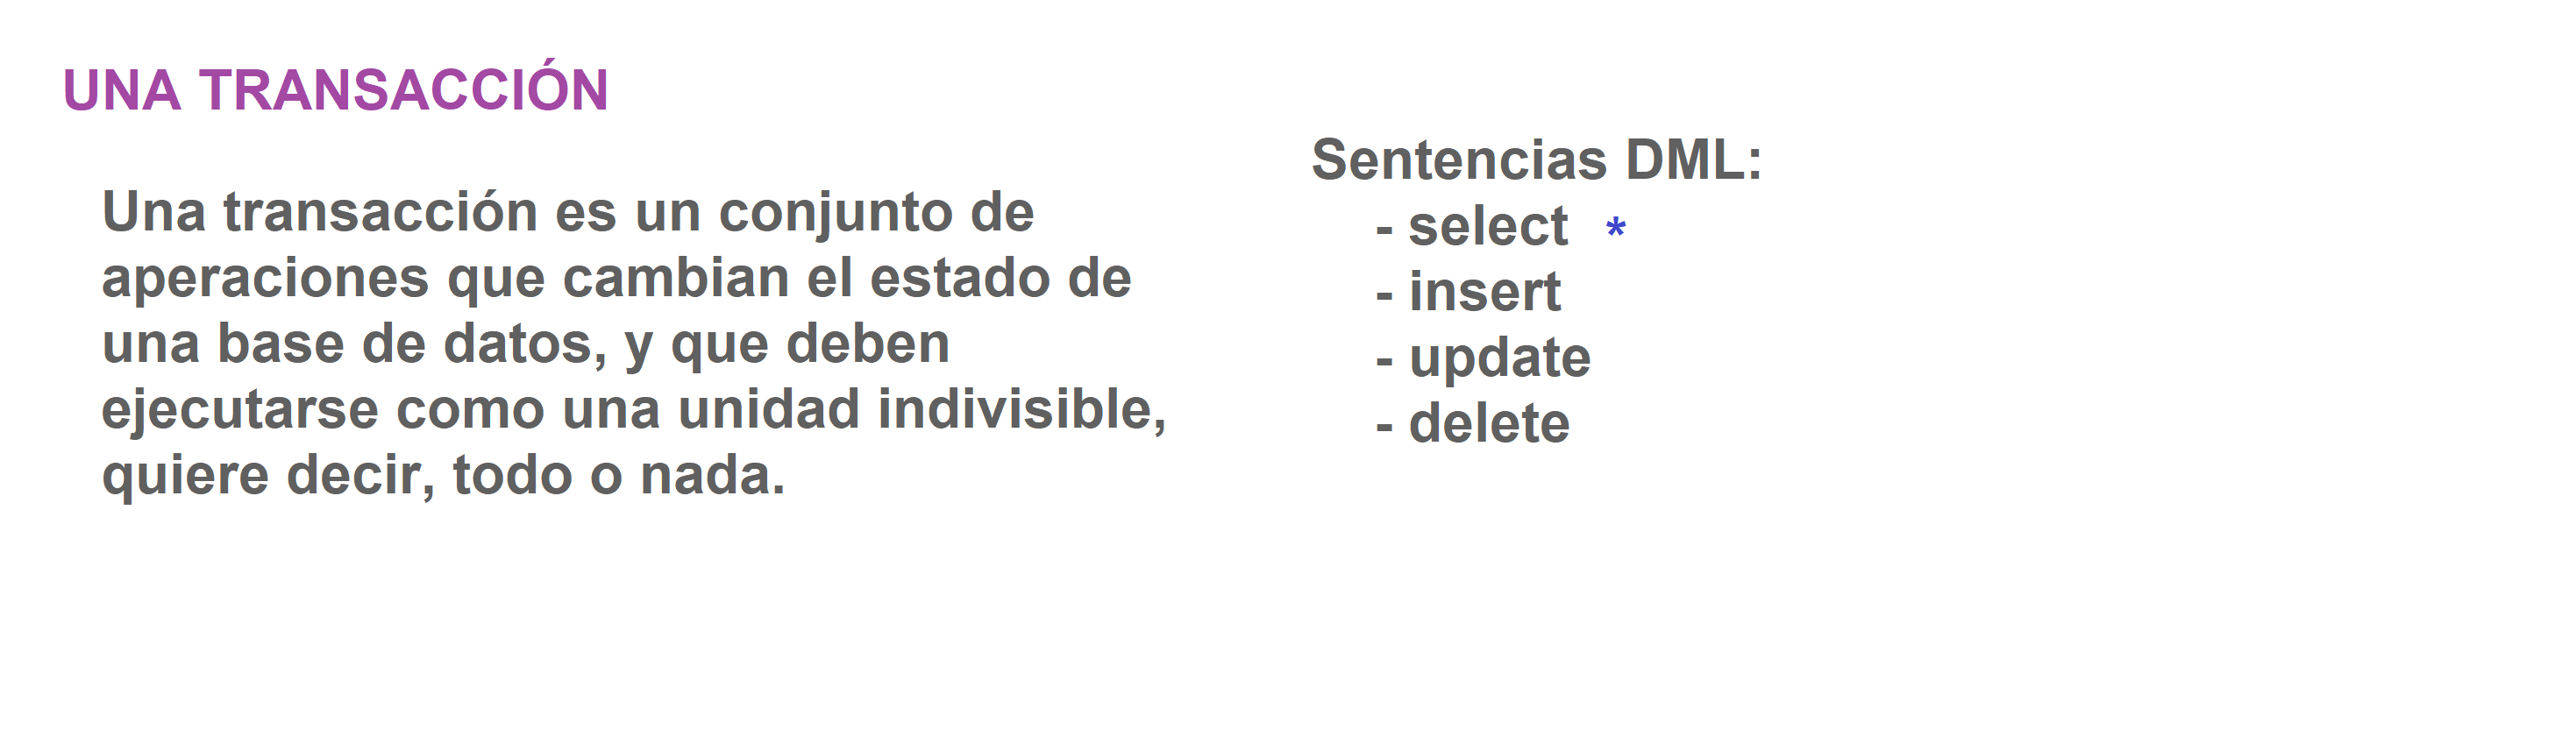 UNA TRANSACCIÓN
Una transacción es un conjunto de
aperaciones que cambian el estado de
una base de datos, y que deben
ejecutarse como una unidad indivisible,
quiere decir, todo o nada.
Sentencias DML:
- select *
- insert
- update
- delete